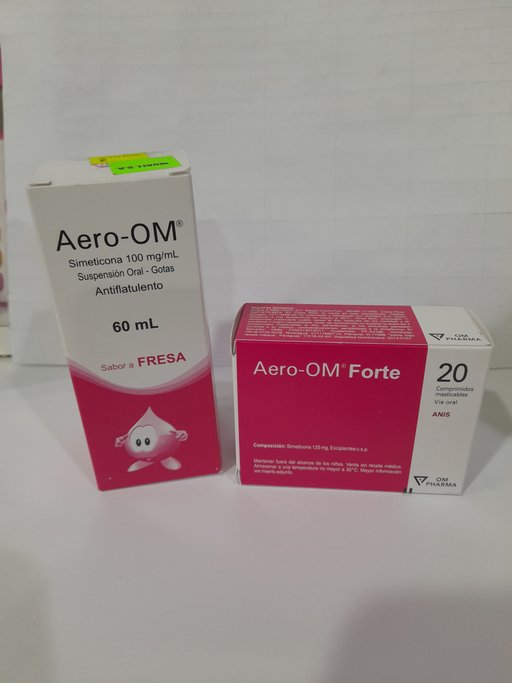 Aero-OM®
Simeticona 100 mg/mL
Suspensión Oral - Gotas
Antiflatulento
60 mL
Sabor a FRESA
Aero-OM® Forte
Composición: Simeticona 125 mg, Excipientes c.s.p.
Mantener fuera del alcance de los niños. Venta sin receta médica.
Almacenar a una temperatura no mayor a 30°C. Mayor información
ver inserto adjunto.
OM
PHARMA
20
Comprimidos
masticables
Vía oral
ANIS
OM
PHARMA